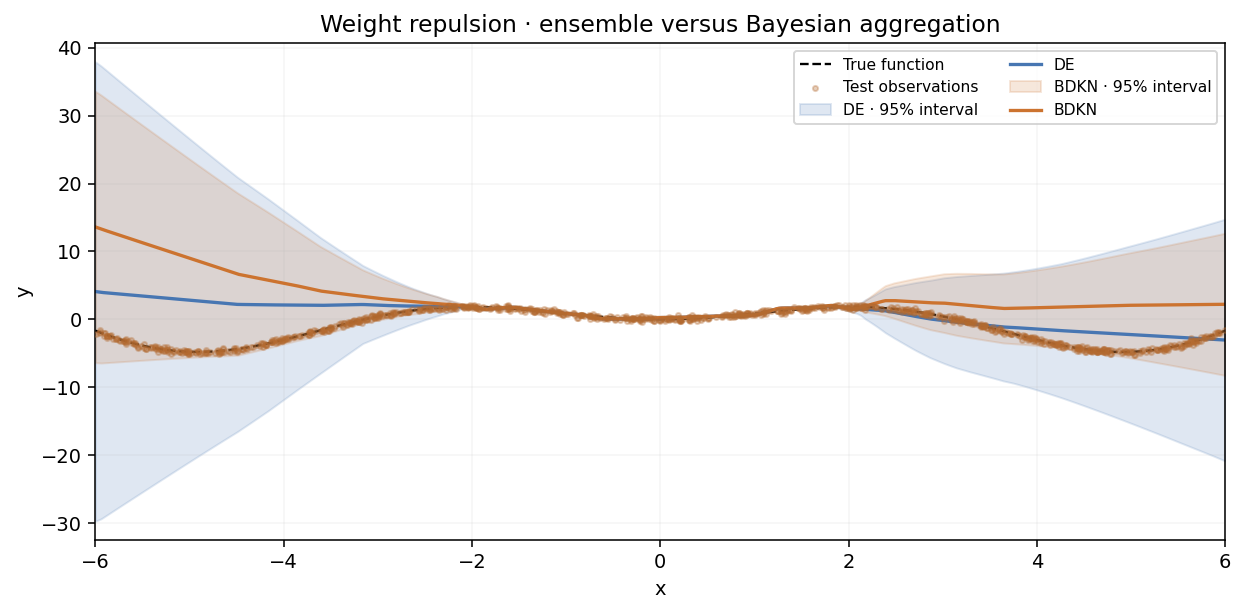 Weight repulsion · ensemble versus Bayesian aggregation
True function
Test observations
DE · 95% interval
DE
BDKN · 95% interval
BDKN
y
40
30
20
10
0
−10
−20
−30
−6
−4
−2
0
2
4
6
x